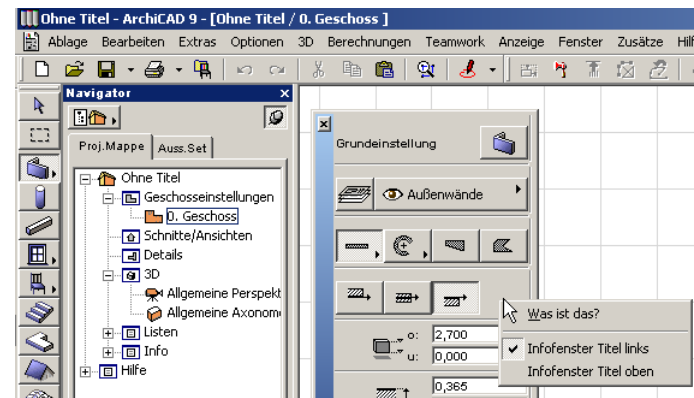 Ohne Titel - ArchiCAD 9 - [Ohne Titel / 0. Geschoss ]
Ablage Bearbeiten Extras Optionen 3D Berechnungen Teamwork Anzeige Fenster Zusätze
Navigator
Proj.Mappe Auss.Set
Ohne Titel
Geschosseinstellungen
0. Geschoss
Schnitte/Ansichten
Details
3D
Allgemeine Perspekt
Allgemeine Axonom
Listen
Info
Hilfe
Grundeinstellung
Außenwände
o: 2,700
u: 0,000
0,365
Was ist das?
Infofenster Titel links
Infofenster Titel oben